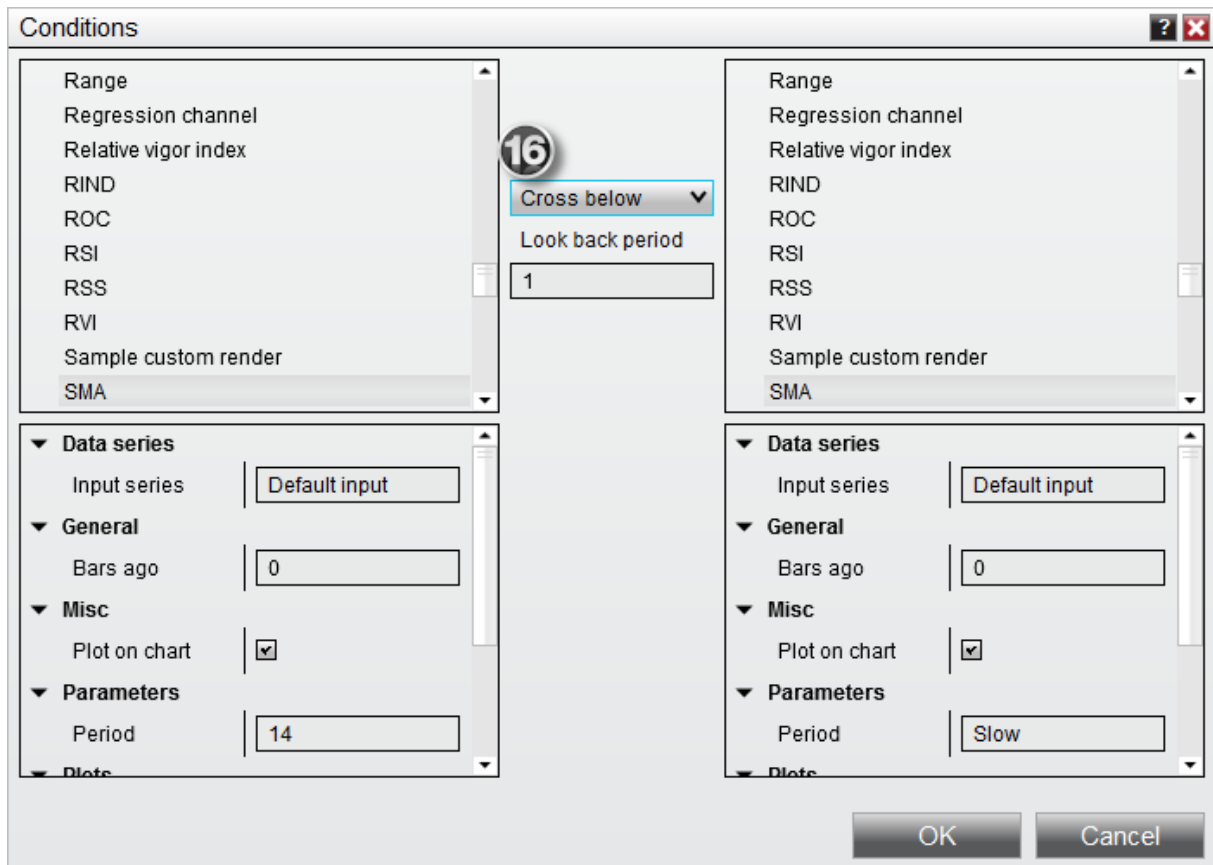 Conditions
?
Range
Regression channel
Relative vigor index
RIND
ROC
RSI
RSS
RVI
Sample custom render
SMA
16
Cross below
Look back period
1
Range
Regression channel
Relative vigor index
RIND
ROC
RSI
RSS
RVI
Sample custom render
SMA
Data series
Input series Default input
General
Bars ago 0
Misc
Plot on chart
Parameters
Period 14
Plots
Data series
Input series Default input
General
Bars ago 0
Misc
Plot on chart
Parameters
Period Slow
Plots
OK Cancel